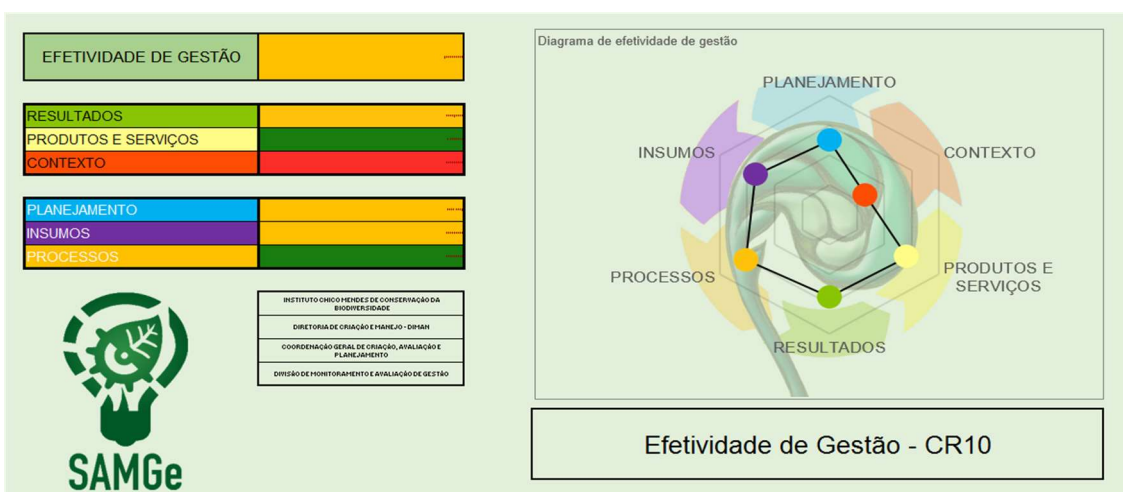 EFETIVIDADE DE GESTÃO
RESULTADOS
PRODUTOS E SERVIÇOS
CONTEXTO
PLANEJAMENTO
INSUMOS
PROCESSOS
SAMGe
INSTITUTO CHICO MENDES DE CONSERVAÇÃO DA
BIODIVERSIDADE
DIRETORIA DE CRIAÇÃO E MANEJO - DIMAN
COORDENAÇÃO GERAL DE CRIAÇÃO, AVALIAÇÃO E
PLANEJAMENTO
DIVISÃO DE MONITORAMENTO E AVALIAÇÃO DE GESTÃO
Diagrama de efetividade de gestão
PLANEJAMENTO
INSUMOS
CONTEXTO
PROCESSOS
PRODUTOS E
SERVIÇOS
RESULTADOS
Efetividade de Gestão - CR10